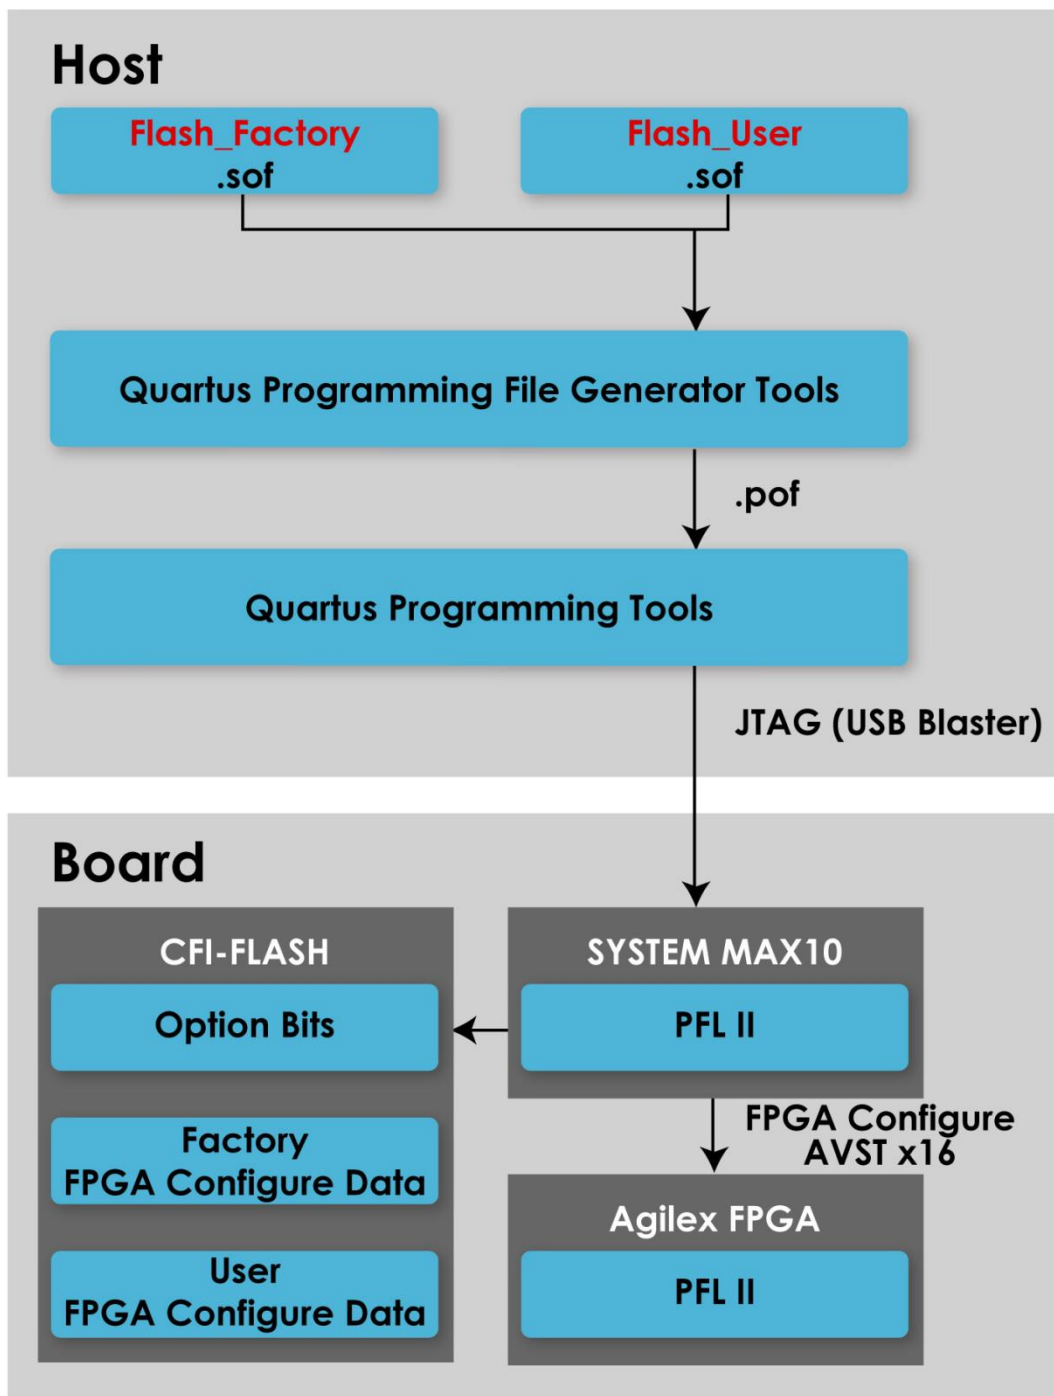 Host
Flash_Factory
.sof
Flash_User
.sof
Quartus Programming File Generator Tools
.pof
Quartus Programming Tools
JTAG (USB Blaster)
Board
CFI-FLASH
Option Bits
Factory
FPGA Configure Data
User
FPGA Configure Data
SYSTEM MAX10
PFL II
FPGA Configure
AVST x16
Agilex FPGA
PFL II